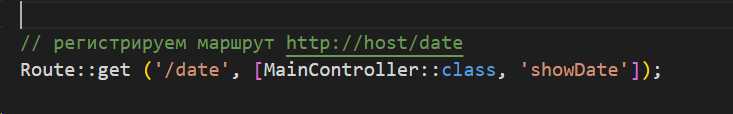 // регистрируем маршрут http://host/date
Route::get ('/date', [MainController::class, 'showDate']);